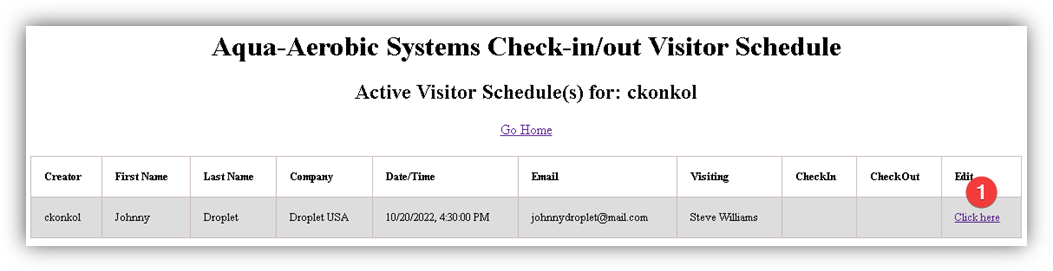 Aqua-Aerobic Systems Check-in/out Visitor Schedule
Active Visitor Schedule(s) for: ckonkol
Go Home
Creator First Name Last Name Company Date/Time Email Visiting CheckIn CheckOut Edit
1
ckonkol Johnny Droplet Droplet USA 10/20/2022, 4:30:00 PM johnnydroplet@mail.com Steve Williams Click here